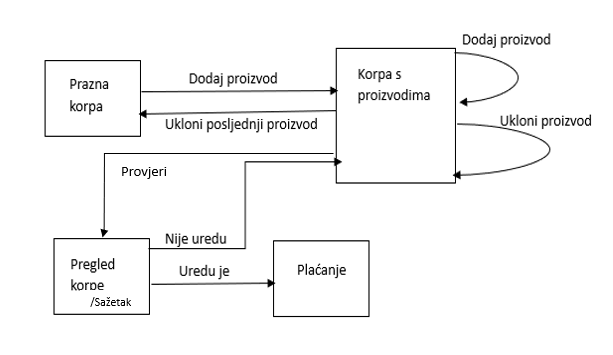 Dodaj proizvod
Prazna
korpa
Dodaj proizvod
Korpa s
proizvodima
Ukloni posljednji proizvod
Ukloni proizvod
Provjeri
Nije uredu
Pregled
korpe
/Sažetak
Uredu je
Plaćanje